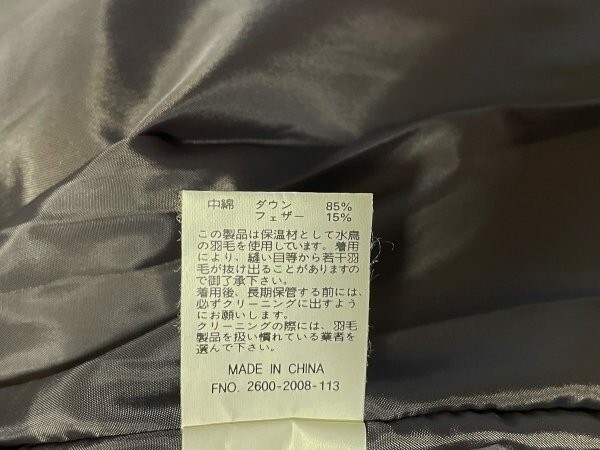 中綿 ダウン 85%
フェザー 15%
この製品は保温材として水鳥
の羽毛を使用しています。着用
により、縫い目等から若干羽
毛が抜け出ることがありますの
で御了承下さい。
着用後、長期保管する前には、
必ずクリーニングに出すよう
にお願いします。
クリーニングの際には、羽毛
製品を扱い慣れている業者を
選んで下さい。
MADE IN CHINA
FNO. 2600-2008-113